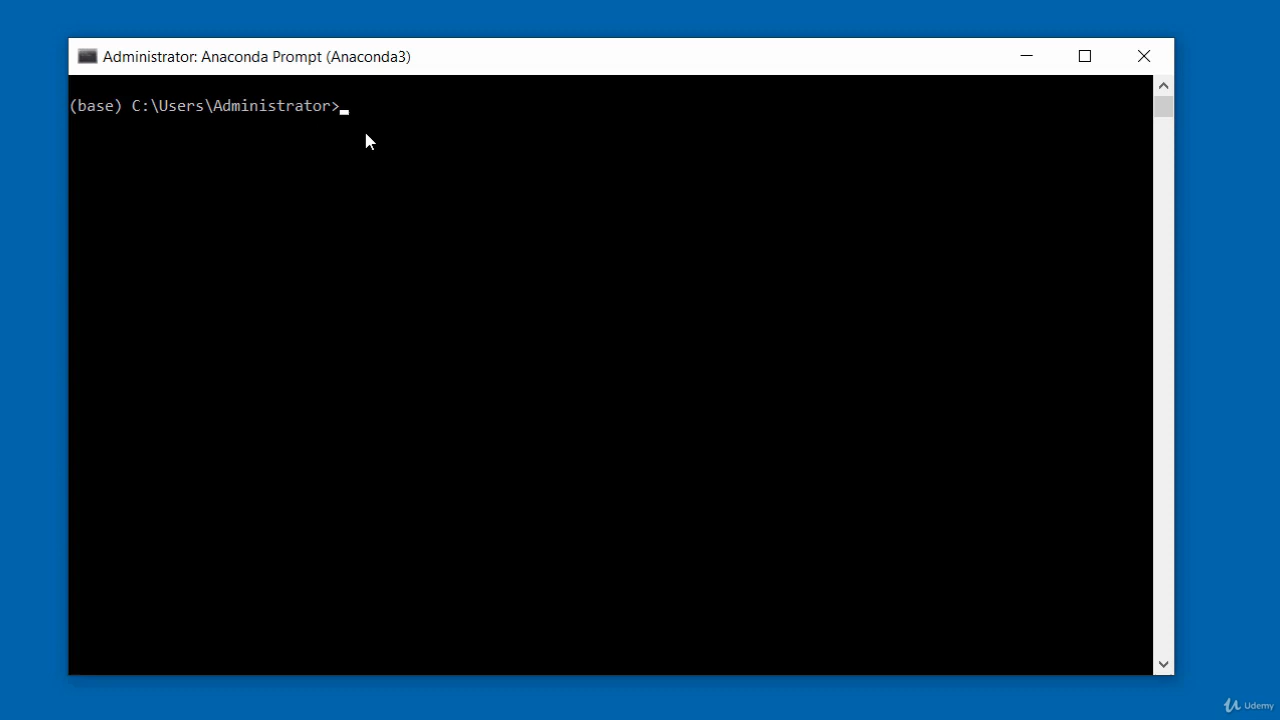 Administrator: Anaconda Prompt (Anaconda3)
(base) C:\Users\Administrator>
Udemy